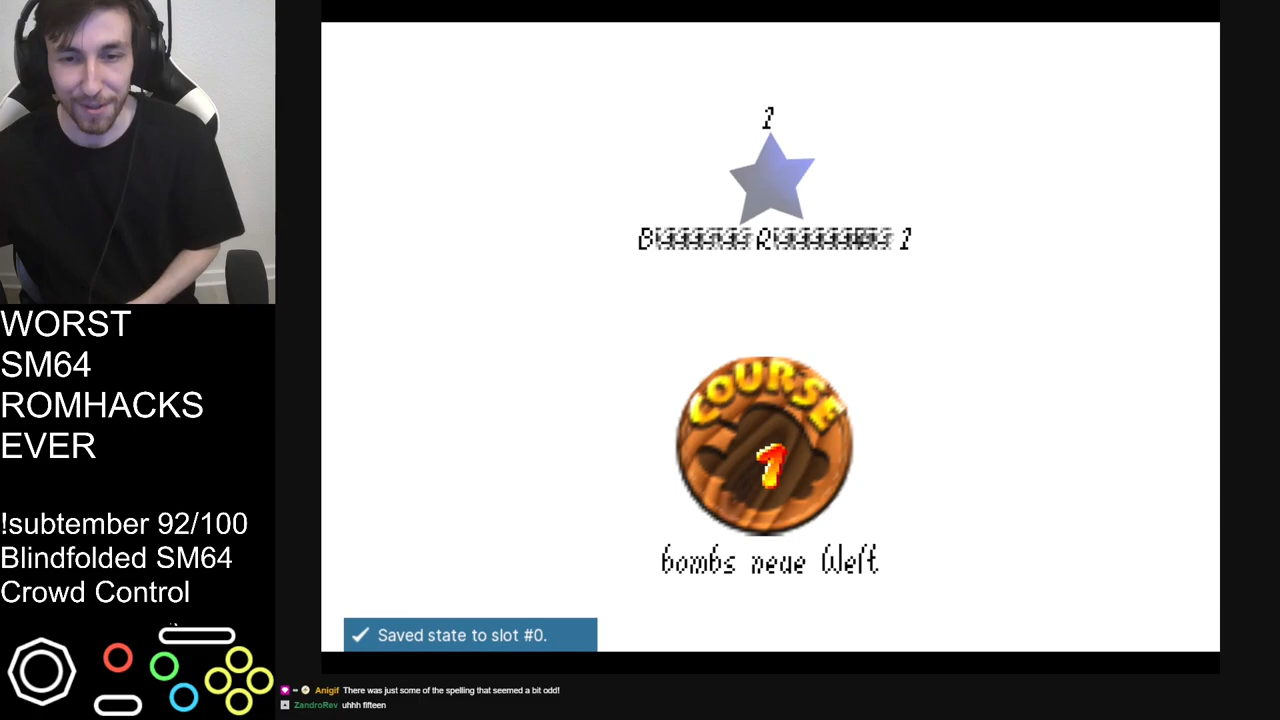 WORST
SM64
ROMHACKS
EVER
!subtember 92/100
Blindfolded SM64
Crowd Control
1
1
COURSE
1
bombs neue Welt
Saved state to slot #0.
Anigif There was just some of the spelling that seemed a bit odd!
ZandroRev uhhh fifteen